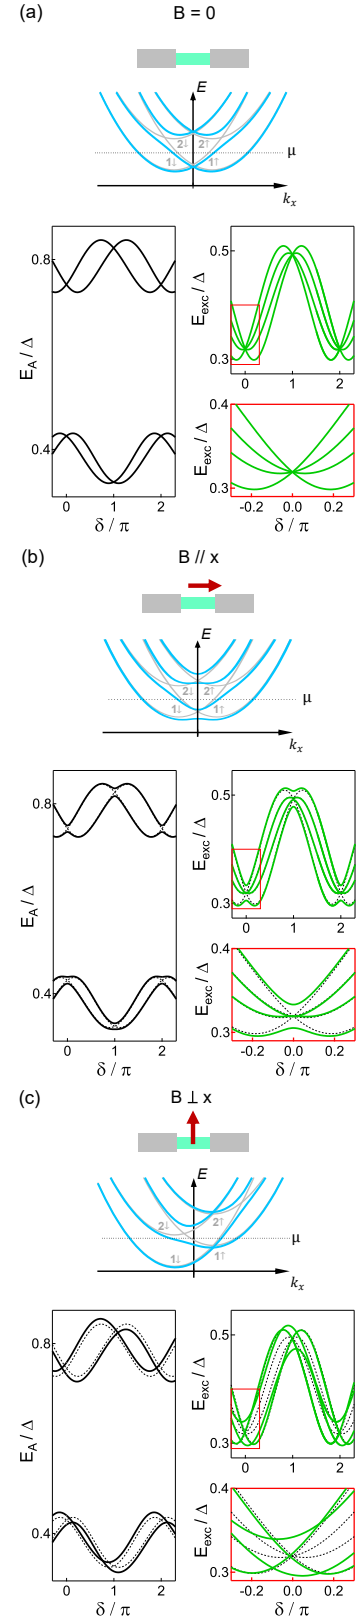 (a) B = 0
E
2↓ 2↑
μ
1↓ 1↑
kₓ
0.8
E_A / Δ
0.4
0 1 2
δ / π
0.5
E_exc / Δ
0.3
0 1 2
0.4
E_exc / Δ
0.3
-0.2 0.0 0.2
δ / π
(b) B // x
E
2↓ 2↑
μ
1↓ 1↑
kₓ
0.8
E_A / Δ
0.4
0 1 2
δ / π
0.5
E_exc / Δ
0.3
0 1 2
0.4
E_exc / Δ
0.3
-0.2 0.0 0.2
δ / π
(c) B ⊥ x
E
2↓ 2↑
μ
1↓ 1↑
kₓ
0.8
E_A / Δ
0.4
0 1 2
δ / π
0.5
E_exc / Δ
0.3
0 1 2
0.4
E_exc / Δ
0.3
-0.2 0.0 0.2
δ / π